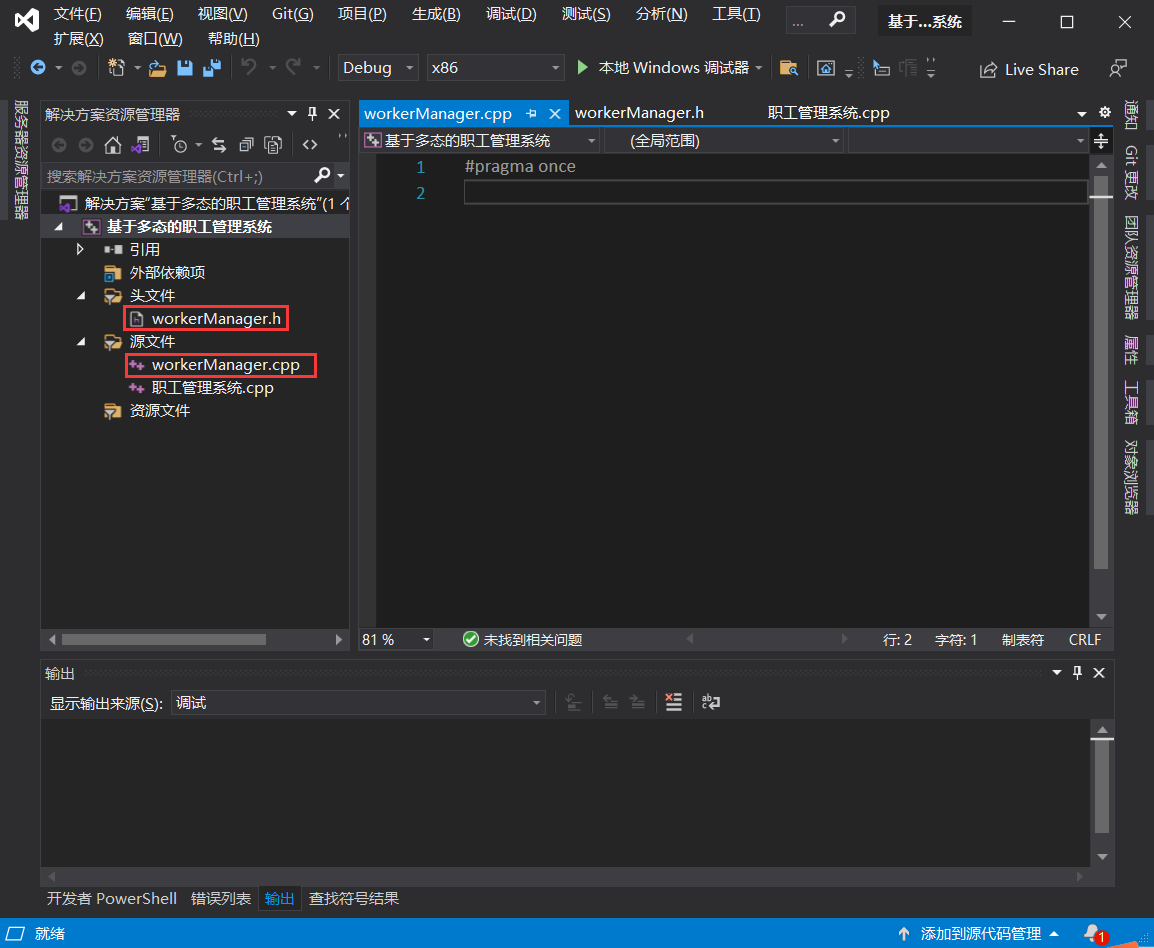 文件(F) 编辑(E) 视图(V) Git(G) 项目(P) 生成(B) 调试(D) 测试(S) 分析(N) 工具(T) ... 基于...系统
扩展(X) 窗口(W) 帮助(H)
Debug x86 本地 Windows 调试器 Live Share
服务器资源管理器
解决方案资源管理器
搜索解决方案资源管理器(Ctrl+;)
解决方案"基于多态的职工管理系统"(1 个
基于多态的职工管理系统
引用
外部依赖项
头文件
workerManager.h
源文件
workerManager.cpp
职工管理系统.cpp
资源文件
workerManager.cpp workerManager.h 职工管理系统.cpp
基于多态的职工管理系统 (全局范围)
1 #pragma once
2
81 % 未找到相关问题 行: 2 字符: 1 制表符 CRLF
通知
Git 更改
团队资源管理器
属性
工具箱
对象浏览器
输出
显示输出来源(S): 调试
开发者 PowerShell 错误列表 输出 查找符号结果
就绪 添加到源代码管理 1